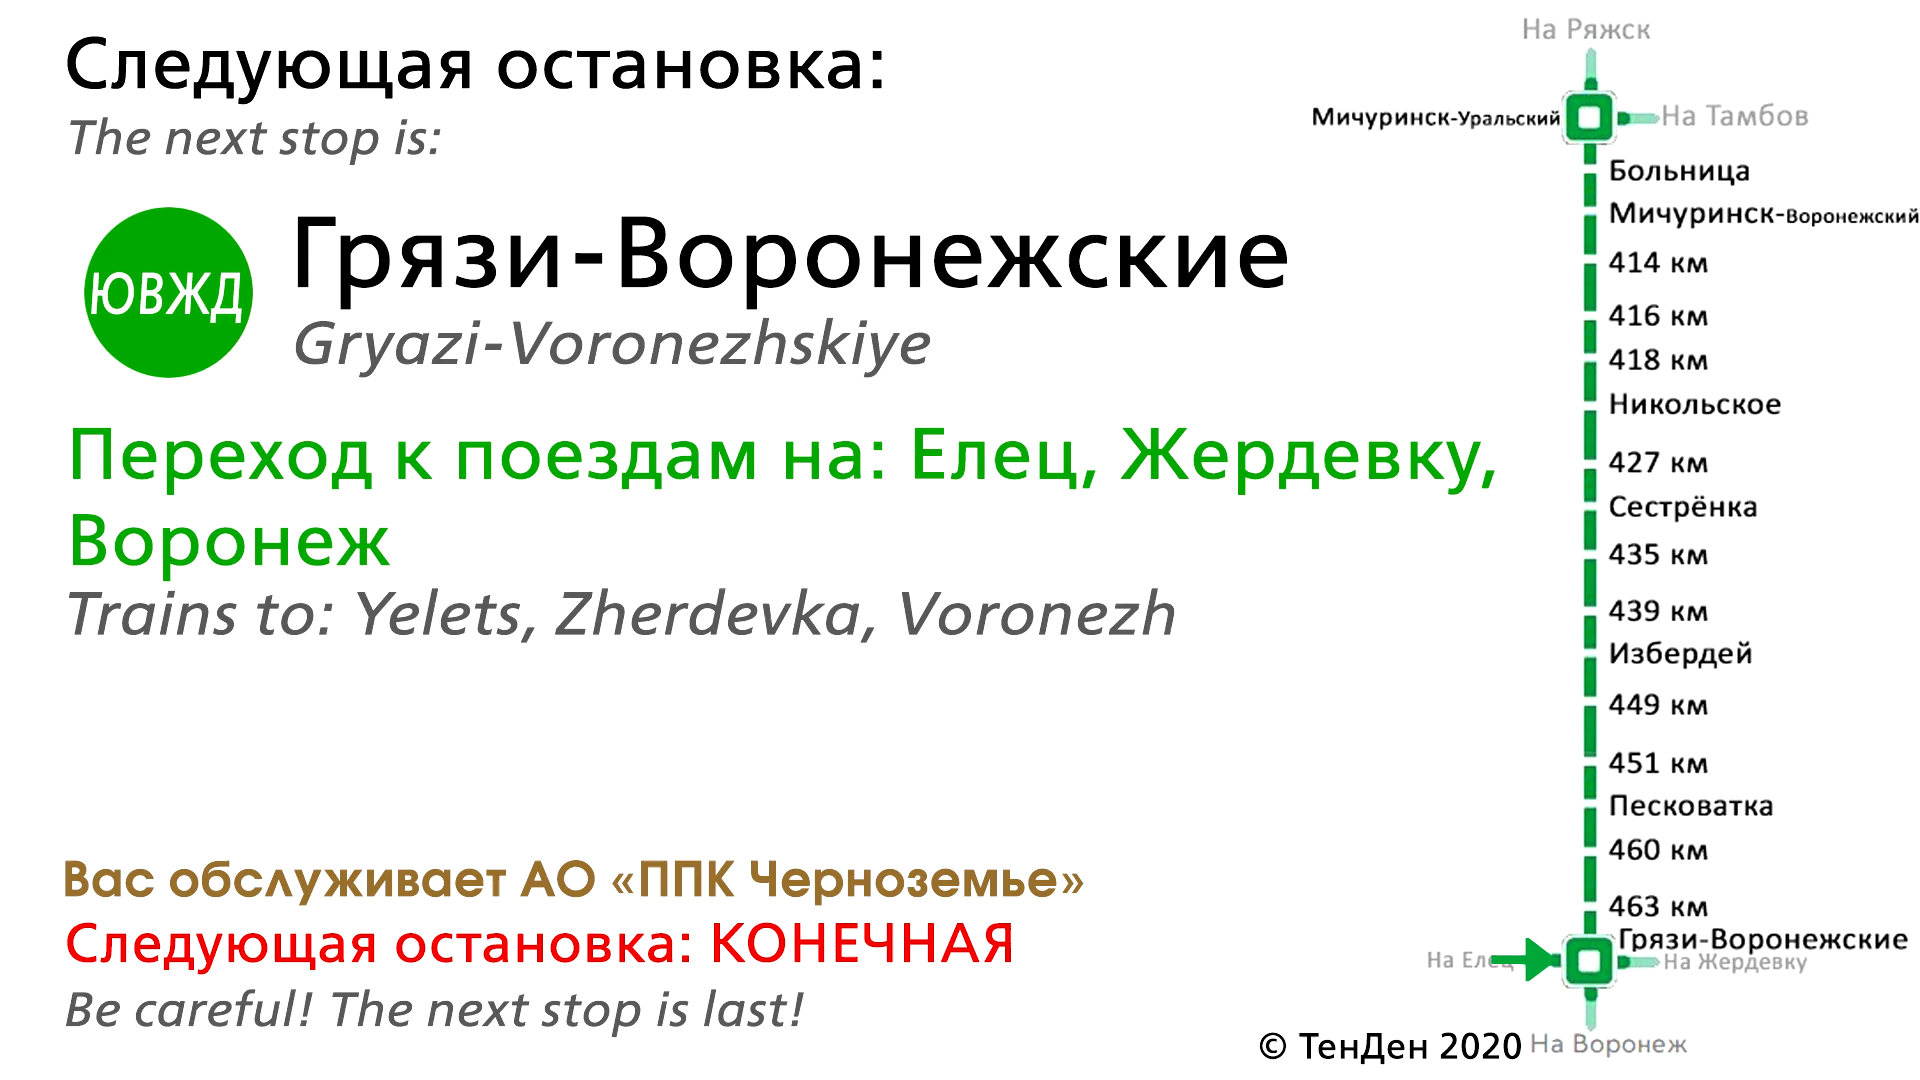 Следующая остановка:
The next stop is:
ЮВЖД
Грязи-Воронежские
Gryazi-Voronezhskiye
Переход к поездам на: Елец, Жердевку,
Воронеж
Trains to: Yelets, Zherdevka, Voronezh
Вас обслуживает АО «ППК Черноземье»
Следующая остановка: КОНЕЧНАЯ
Be careful! The next stop is last!
На Ряжск
Мичуринск-Уральский
На Тамбов
Больница
Мичуринск-Воронежский
414 км
416 км
418 км
Никольское
427 км
Сестрёнка
435 км
439 км
Избердей
449 км
451 км
Песковатка
460 км
463 км
Грязи-Воронежские
На Елец
На Жердевку
© ТенДен 2020
На Воронеж